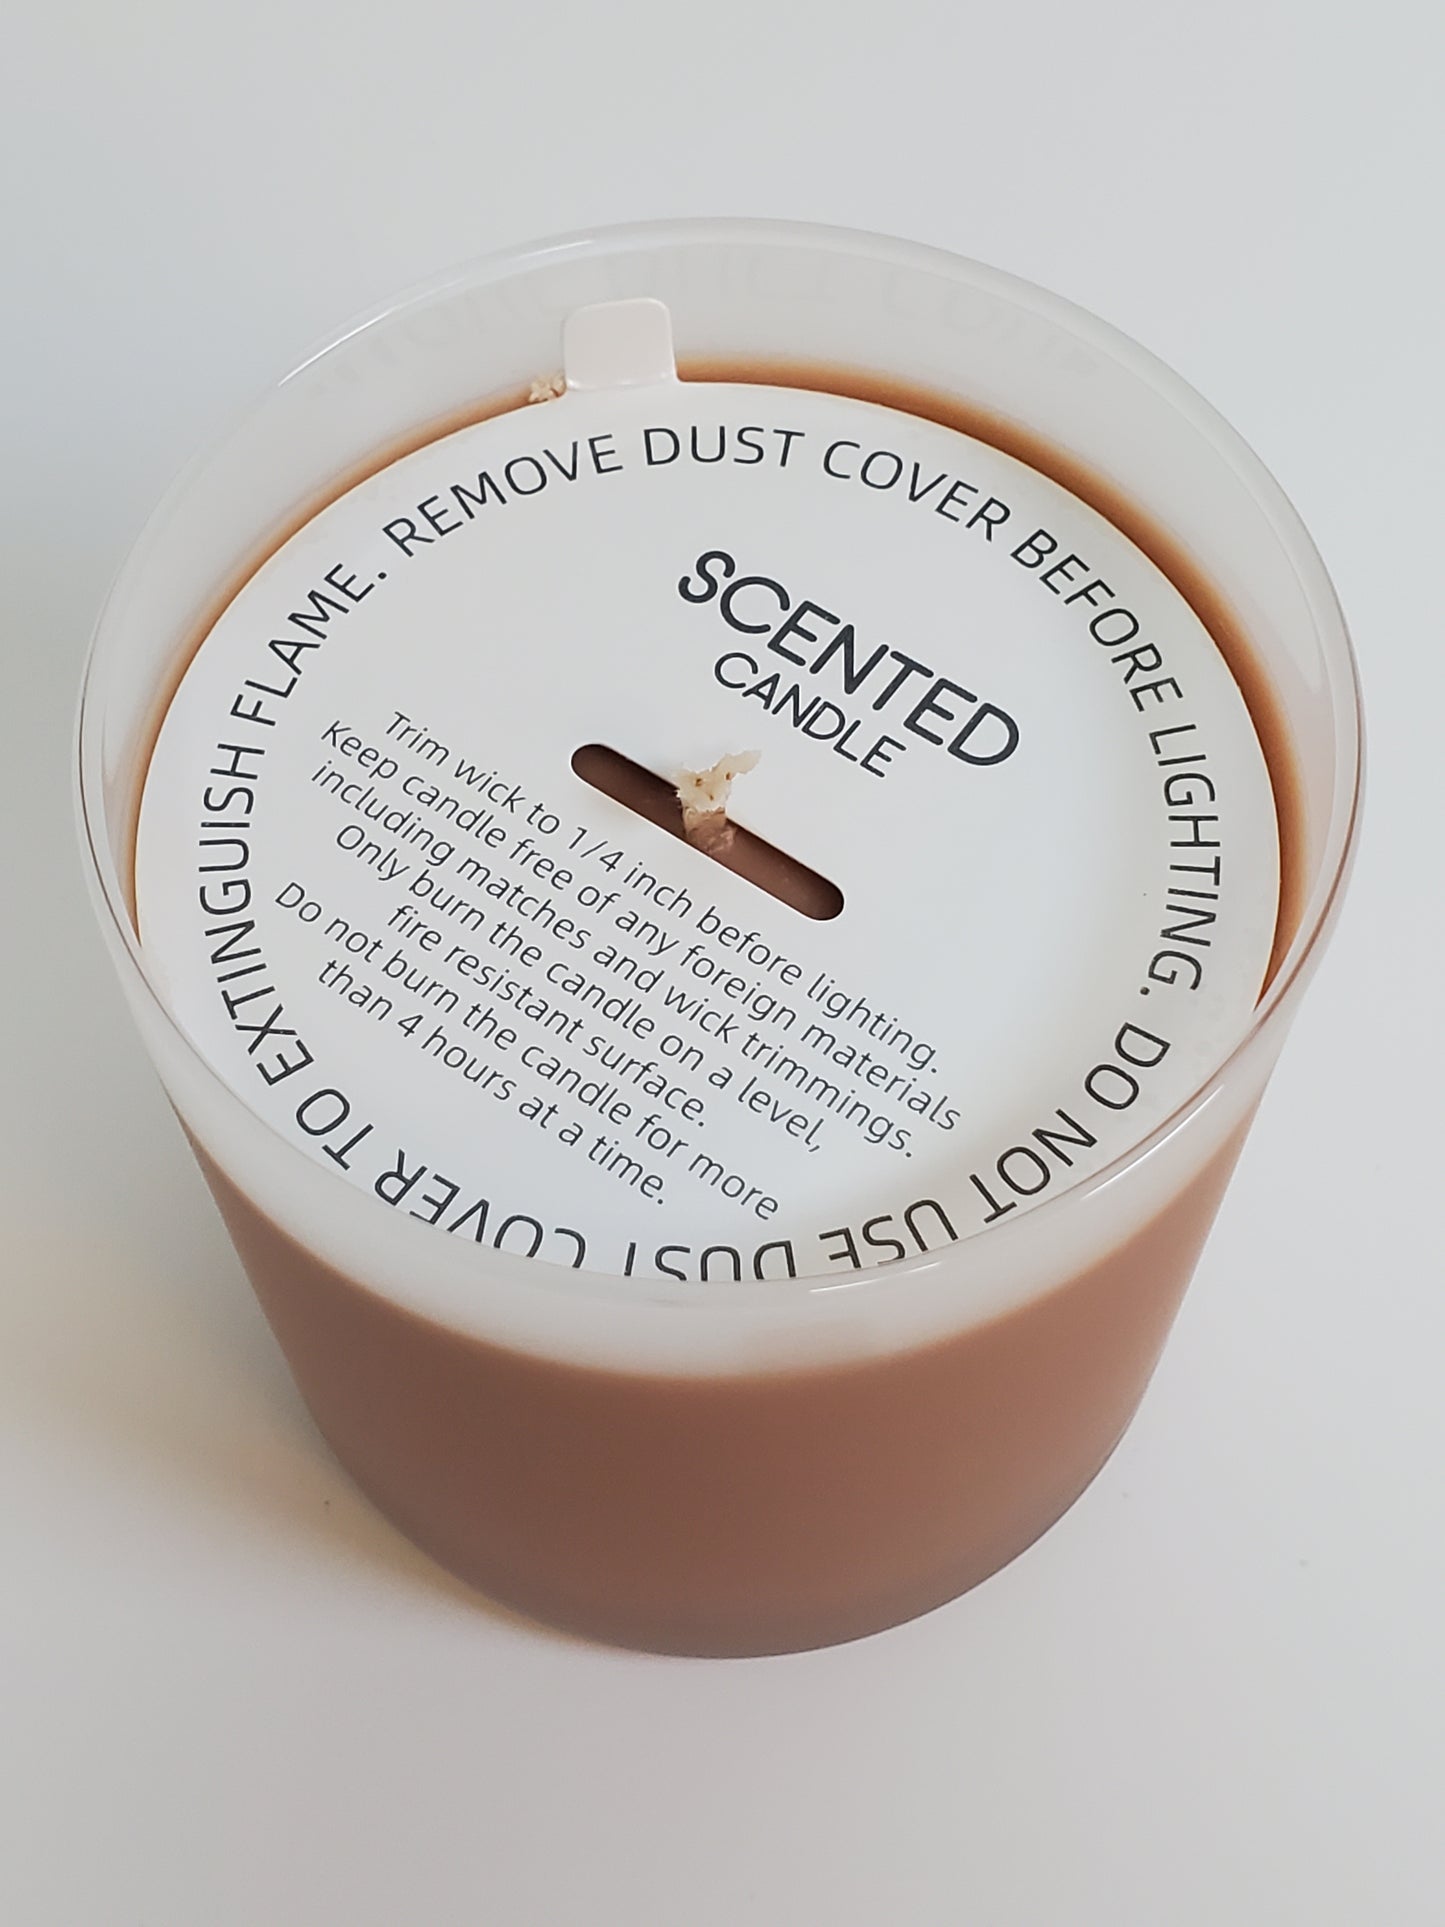 REMOVE DUST COVER BEFORE LIGHTING. DO NOT USE DUST COVER TO EXTINGUISH FLAME.
SCENTED
CANDLE
Trim wick to 1/4 inch before lighting.
Keep candle free of any foreign materials
including matches and wick trimmings.
Only burn the candle on a level,
fire resistant surface.
Do not burn the candle for more
than 4 hours at a time.